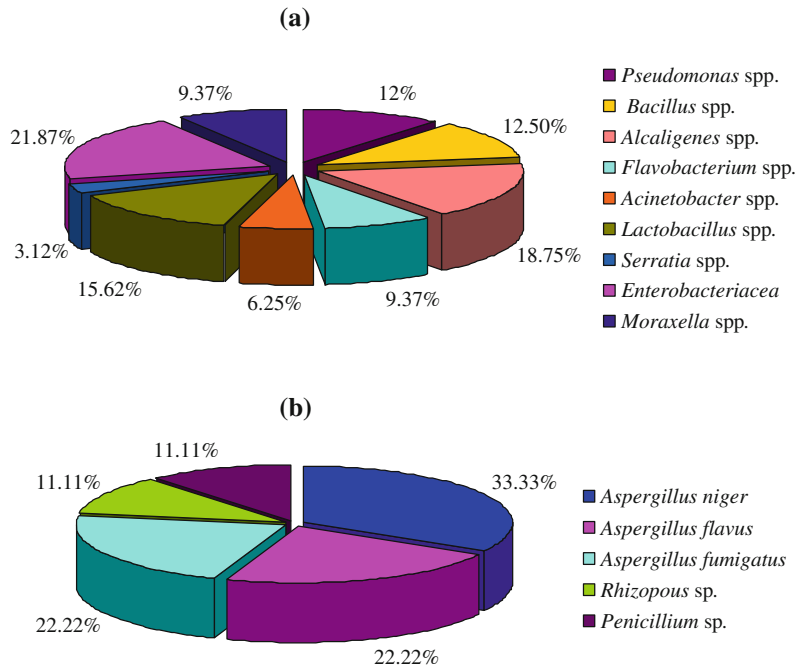 (a)
9.37%
12%
21.87%
12.50%
3.12%
18.75%
15.62%
6.25%
9.37%
Pseudomonas spp.
Bacillus spp.
Alcaligenes spp.
Flavobacterium spp.
Acinetobacter spp.
Lactobacillus spp.
Serratia spp.
Enterobacteriacea
Moraxella spp.
(b)
11.11%
11.11%
33.33%
22.22%
22.22%
Aspergillus niger
Aspergillus flavus
Aspergillus fumigatus
Rhizopous sp.
Penicillium sp.